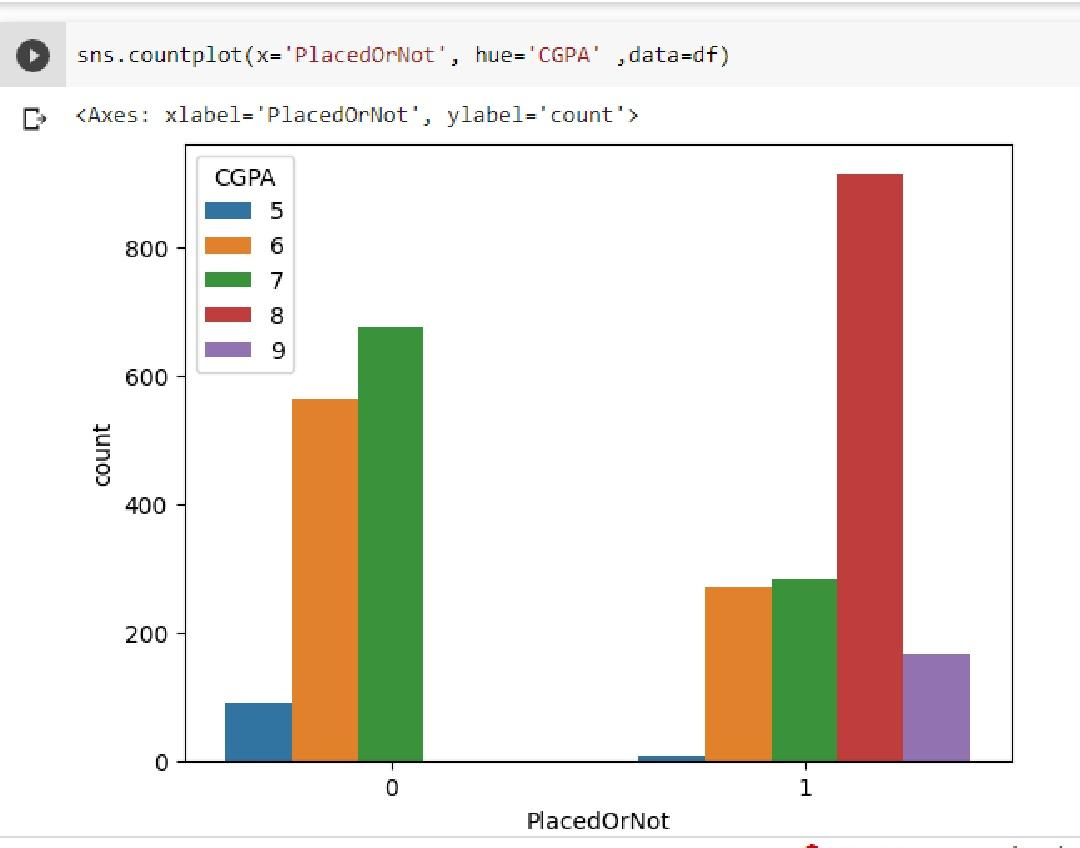 sns.countplot(x='PlacedOrNot', hue='CGPA' ,data=df)
<Axes: xlabel='PlacedOrNot', ylabel='count'>
CGPA
5
6
7
8
9
800
600
400
200
0
count
0
1
PlacedOrNot